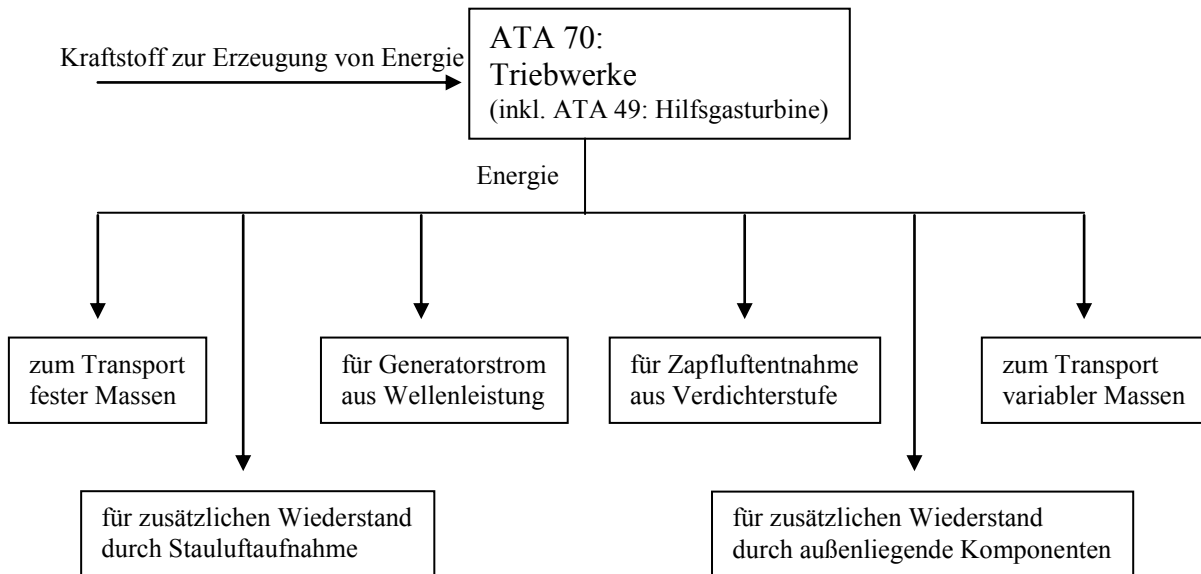 Kraftstoff zur Erzeugung von Energie
ATA 70:
Triebwerke
(inkl. ATA 49: Hilfsgasturbine)
Energie
zum Transport
fester Massen
für Generatorstrom
aus Wellenleistung
für Zapfluftentnahme
aus Verdichterstufe
zum Transport
variabler Massen
für zusätzlichen Wiederstand
durch Stauluftaufnahme
für zusätzlichen Wiederstand
durch außenliegende Komponenten